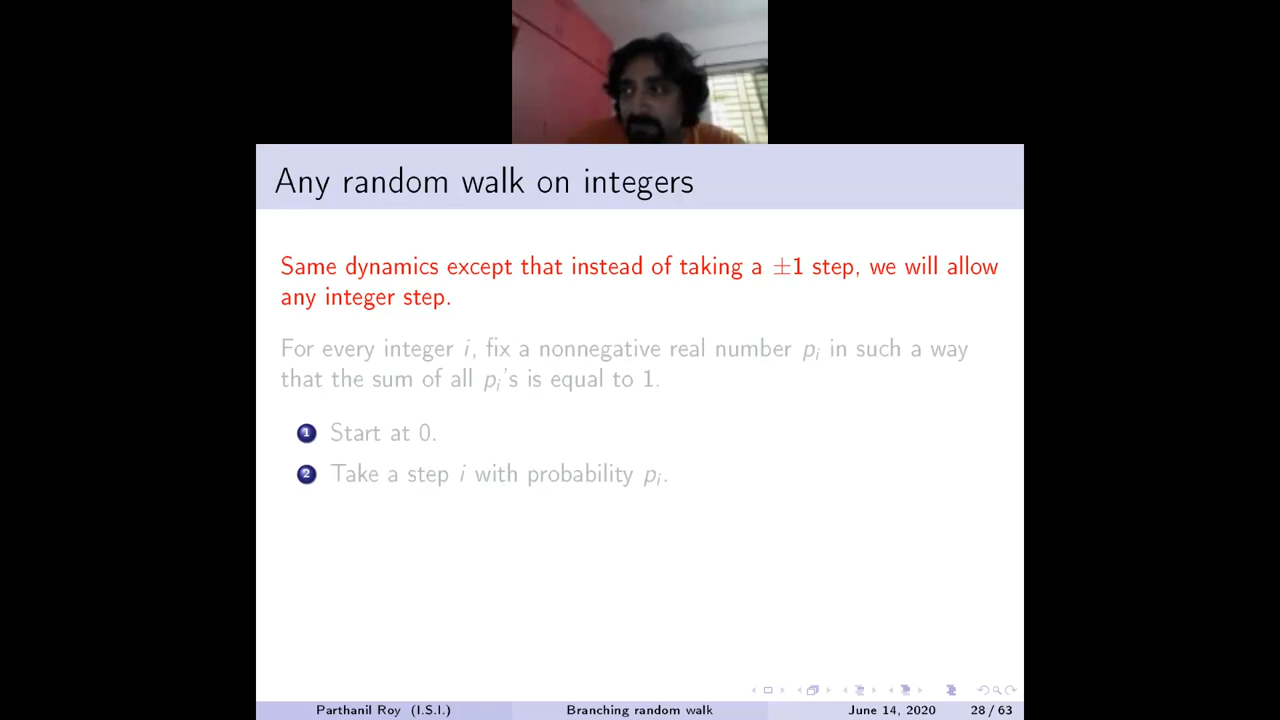 Any random walk on integers
Same dynamics except that instead of taking a ±1 step, we will allow
any integer step.
For every integer i, fix a nonnegative real number pᵢ in such a way
that the sum of all pᵢ's is equal to 1.
1 Start at 0.
2 Take a step i with probability pᵢ.
Parthanil Roy (I.S.I.) Branching random walk June 14, 2020 28 / 63